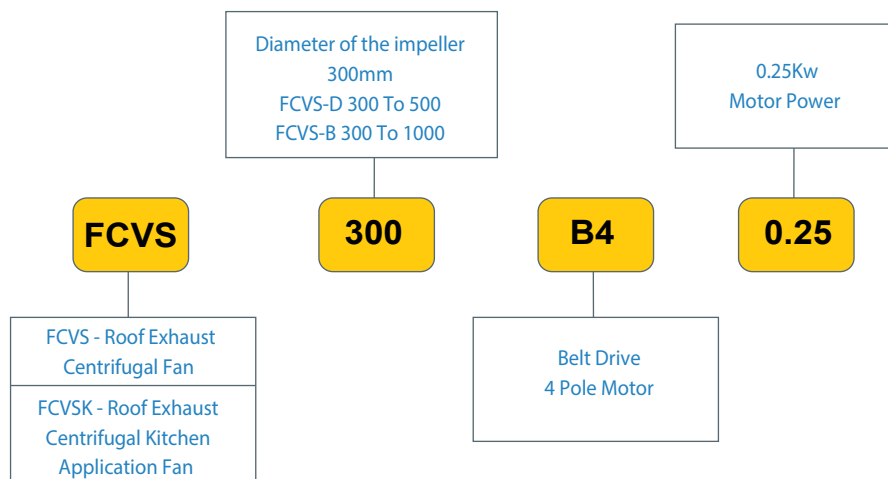 Diameter of the impeller
300mm
FCVS-D 300 To 500
FCVS-B 300 To 1000
0.25Kw
Motor Power
FCVS
300
B4
0.25
FCVS - Roof Exhaust
Centrifugal Fan
FCVSK - Roof Exhaust
Centrifugal Kitchen
Application Fan
Belt Drive
4 Pole Motor